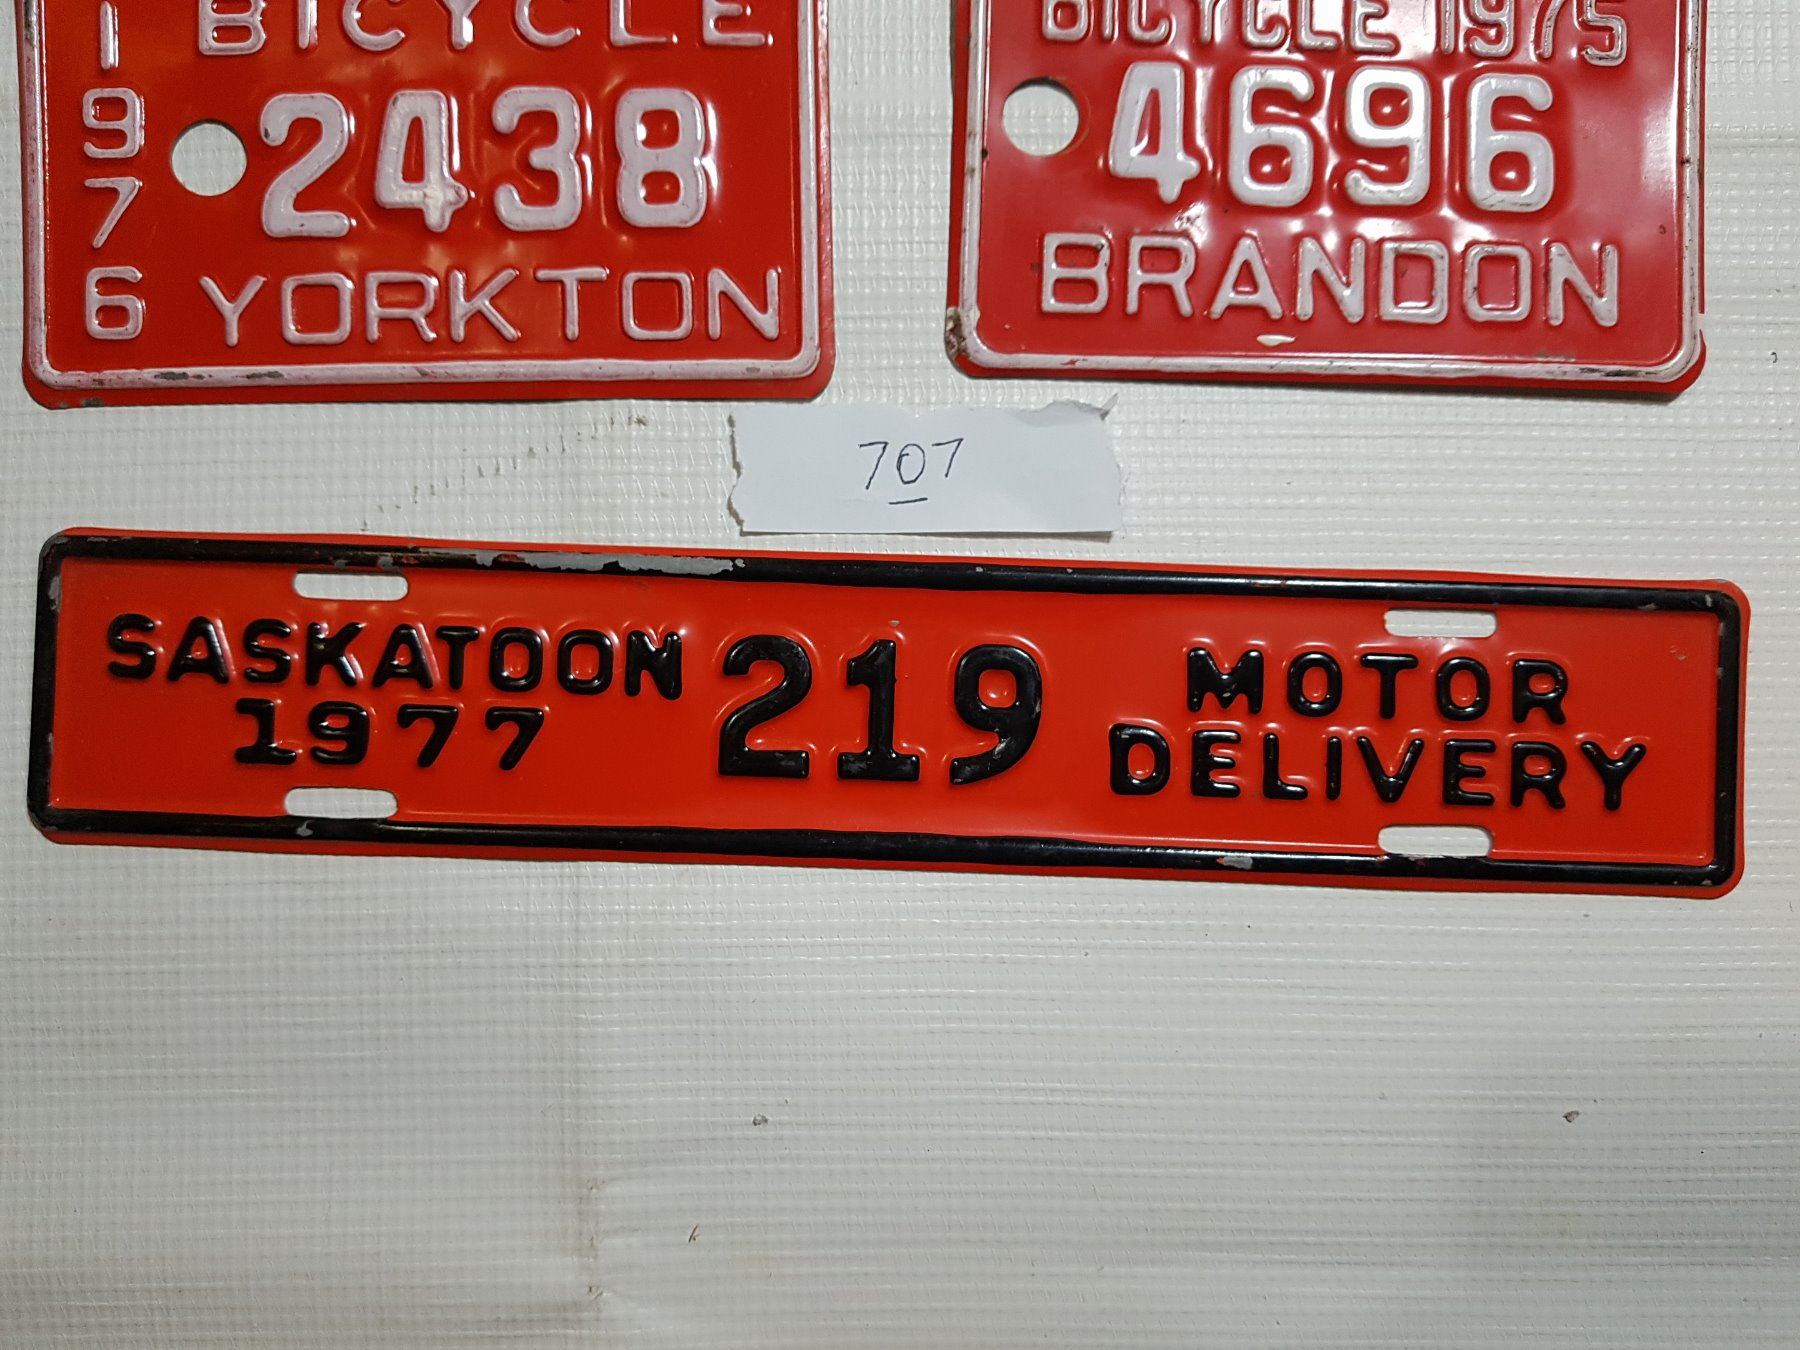 BICYCLE
1976
2438
YORKTON
BICYCLE 1975
4696
BRANDON
707
SASKATOON
1977
219
MOTOR
DELIVERY